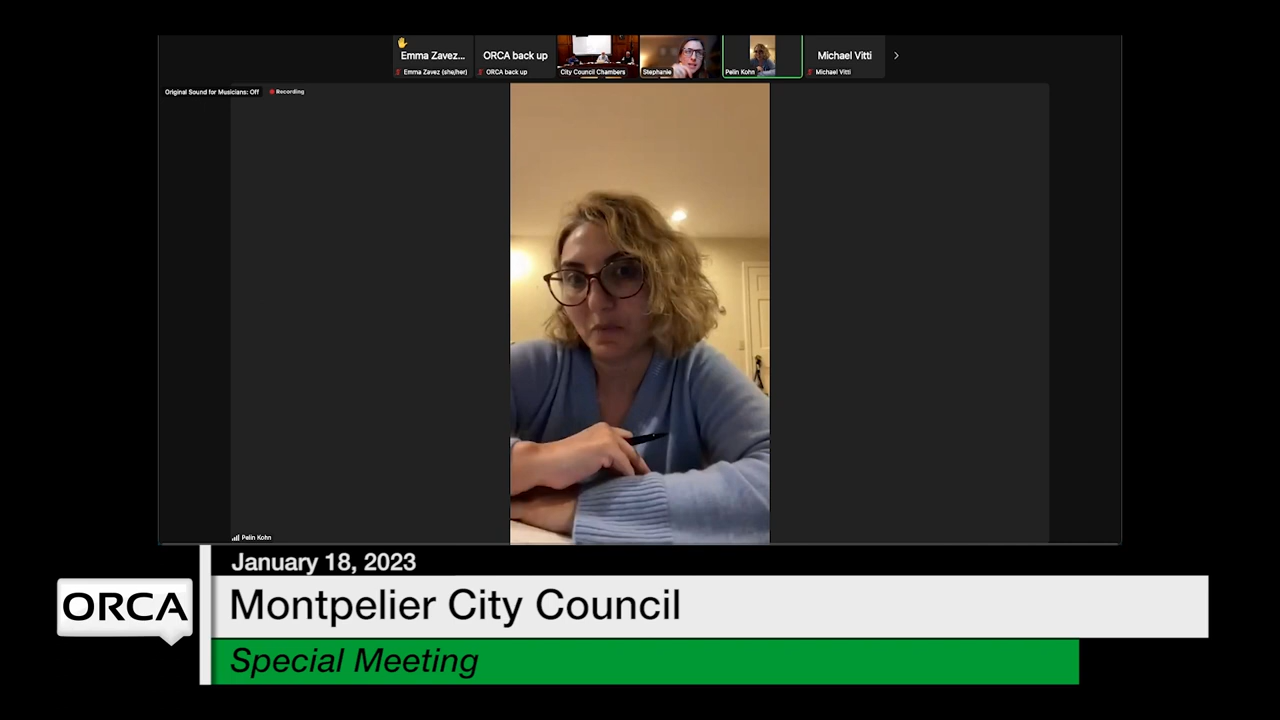 Emma Zavez...
Emma Zavez (she/her)
ORCA back up
ORCA back up
City Council Chambers
Stephanie
Pelin Kohn
Michael Vitti
Michael Vitti
Original Sound for Musicians: Off
Recording
Pelin Kohn
January 18, 2023
ORCA
Montpelier City Council
Special Meeting